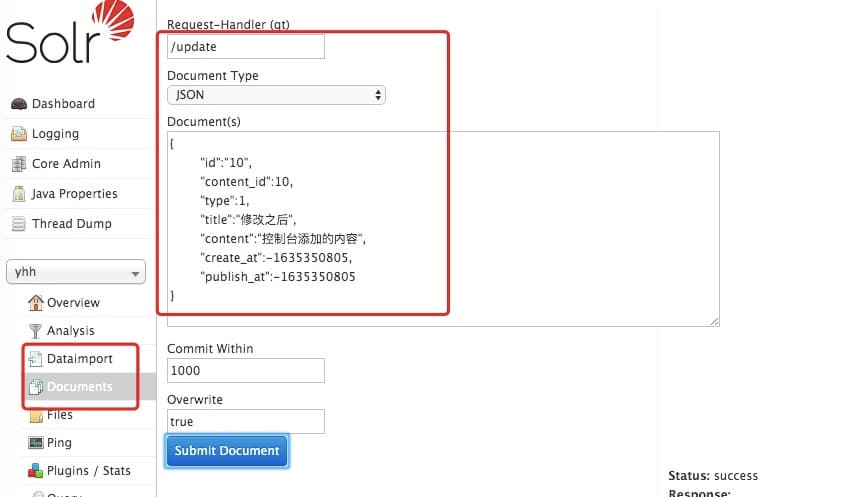 Solr
Dashboard
Logging
Core Admin
Java Properties
Thread Dump
yhh
Overview
Analysis
Dataimport
Documents
Files
Ping
Plugins / Stats
Query
Request-Handler (qt)
/update
Document Type
JSON
Document(s)
{
"id":"10",
"content_id":10,
"type":1,
"title":"修改之后",
"content":"控制台添加的内容",
"create_at":-1635350805,
"publish_at":-1635350805
}
Commit Within
1000
Overwrite
true
Submit Document
Status: success
Response: